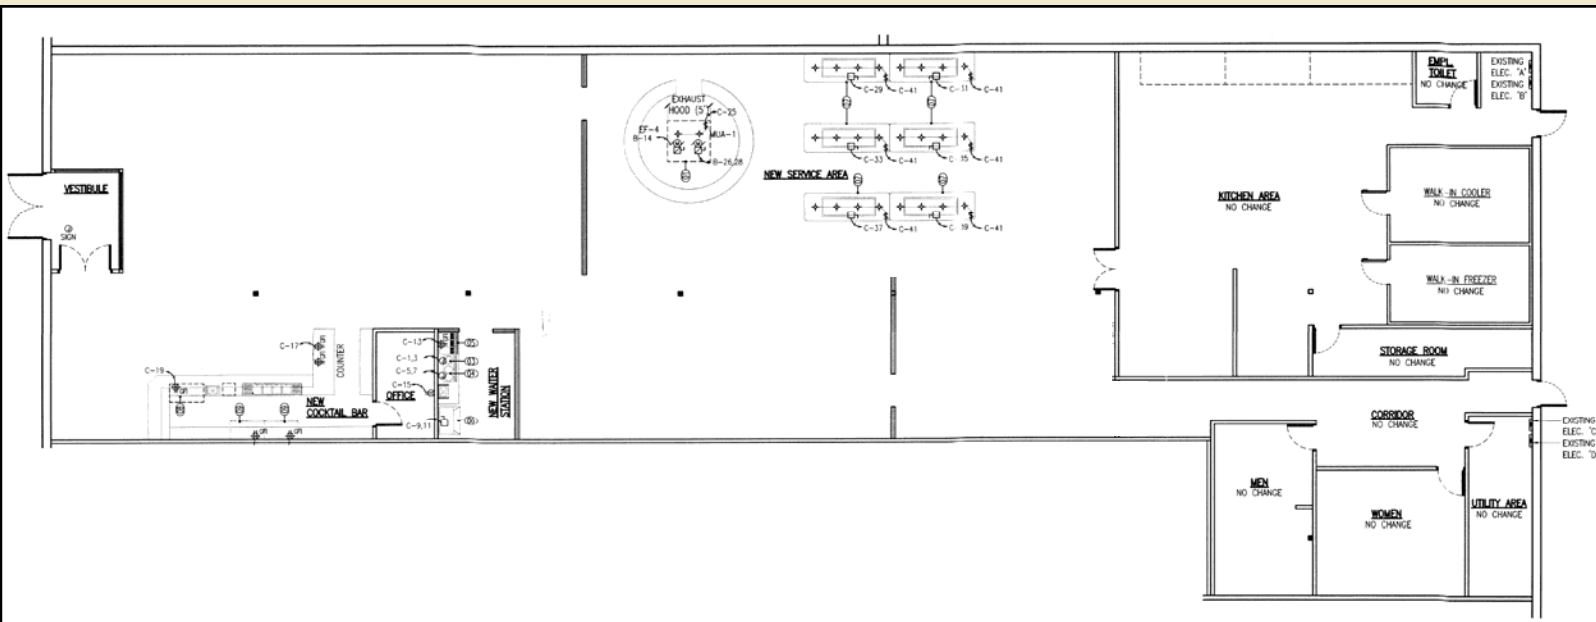 EXHAUST
HOOD (5')
C-25
EF-4
B-14
MUA-1
B-26,28
C-29
C-41
C-31
C-41
C-33
C-41
C-41
NEW SERVICE AREA
C-37
C-41
C-41
VESTIBULE
SIGN
EMPL.
TOILET
NO CHANGE
EXISTING
ELEC. "A"
EXISTING
ELEC. "B"
KITCHEN AREA
NO CHANGE
WALK-IN COOLER
NO CHANGE
WALK-IN FREEZER
NO CHANGE
STORAGE ROOM
NO CHANGE
CORRIDOR
NO CHANGE
EXISTING
ELEC. "C
EXISTING
ELEC. "D
MEN
NO CHANGE
WOMEN
NO CHANGE
UTILITY AREA
NO CHANGE
C-17
COUNTER
C-19
NEW
COCKTAIL BAR
OFFICE
C-13
C-1,3
C-5,7
C-15
C-9,11
NEW WAITER
STATION
GFI
GFI